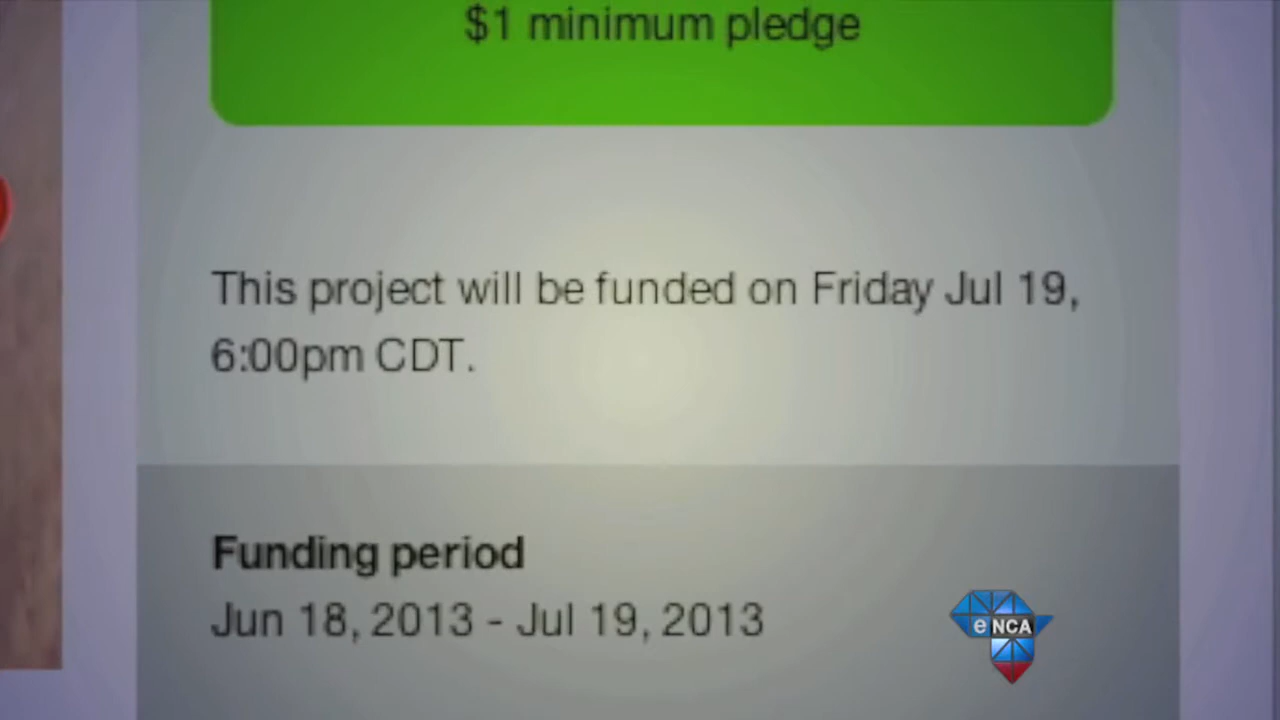 $1 minimum pledge
This project will be funded on Friday Jul 19,
6:00pm CDT.
Funding period
Jun 18, 2013 - Jul 19, 2013
eNCA